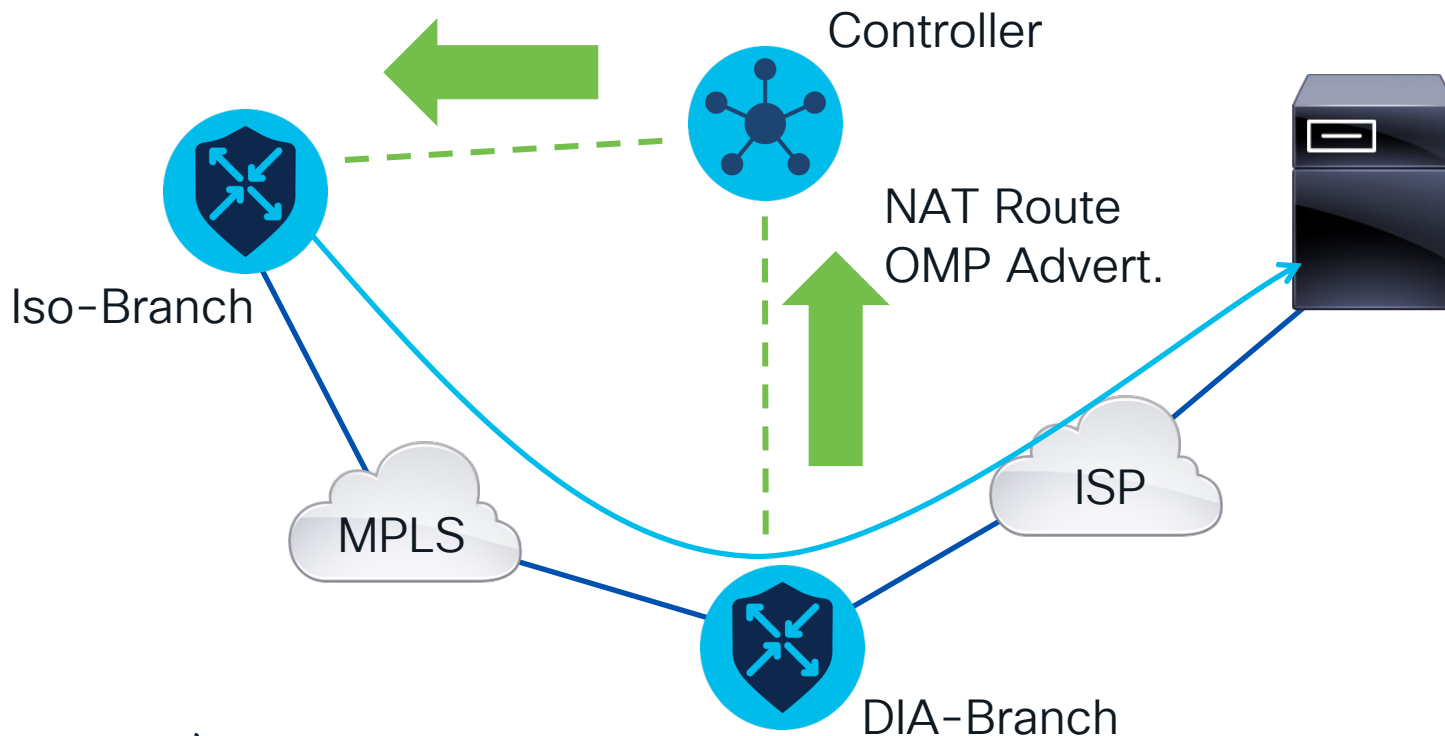 Controller
NAT Route
OMP Advert.
Iso-Branch
MPLS
ISP
DIA-Branch